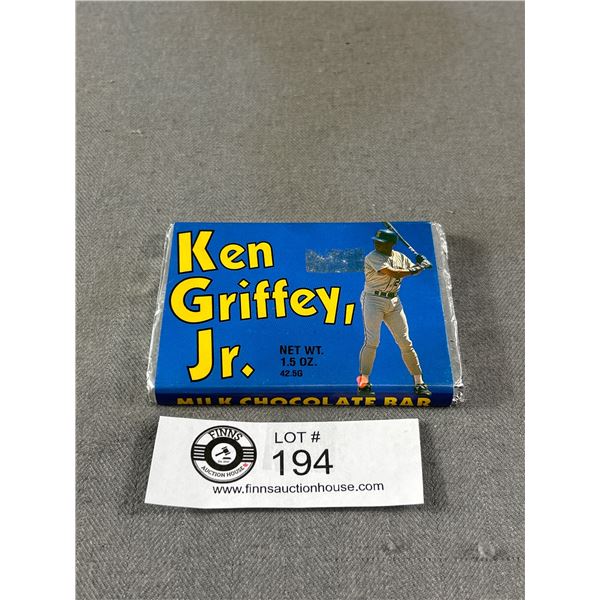 Ken
Griffey,
Jr.
NET WT.
1.5 OZ.
42.5G
MILK CHOCOLATE BAR
FINNS
AUCTION HOUSE
LOT #
194
www.finnsauctionhouse.com